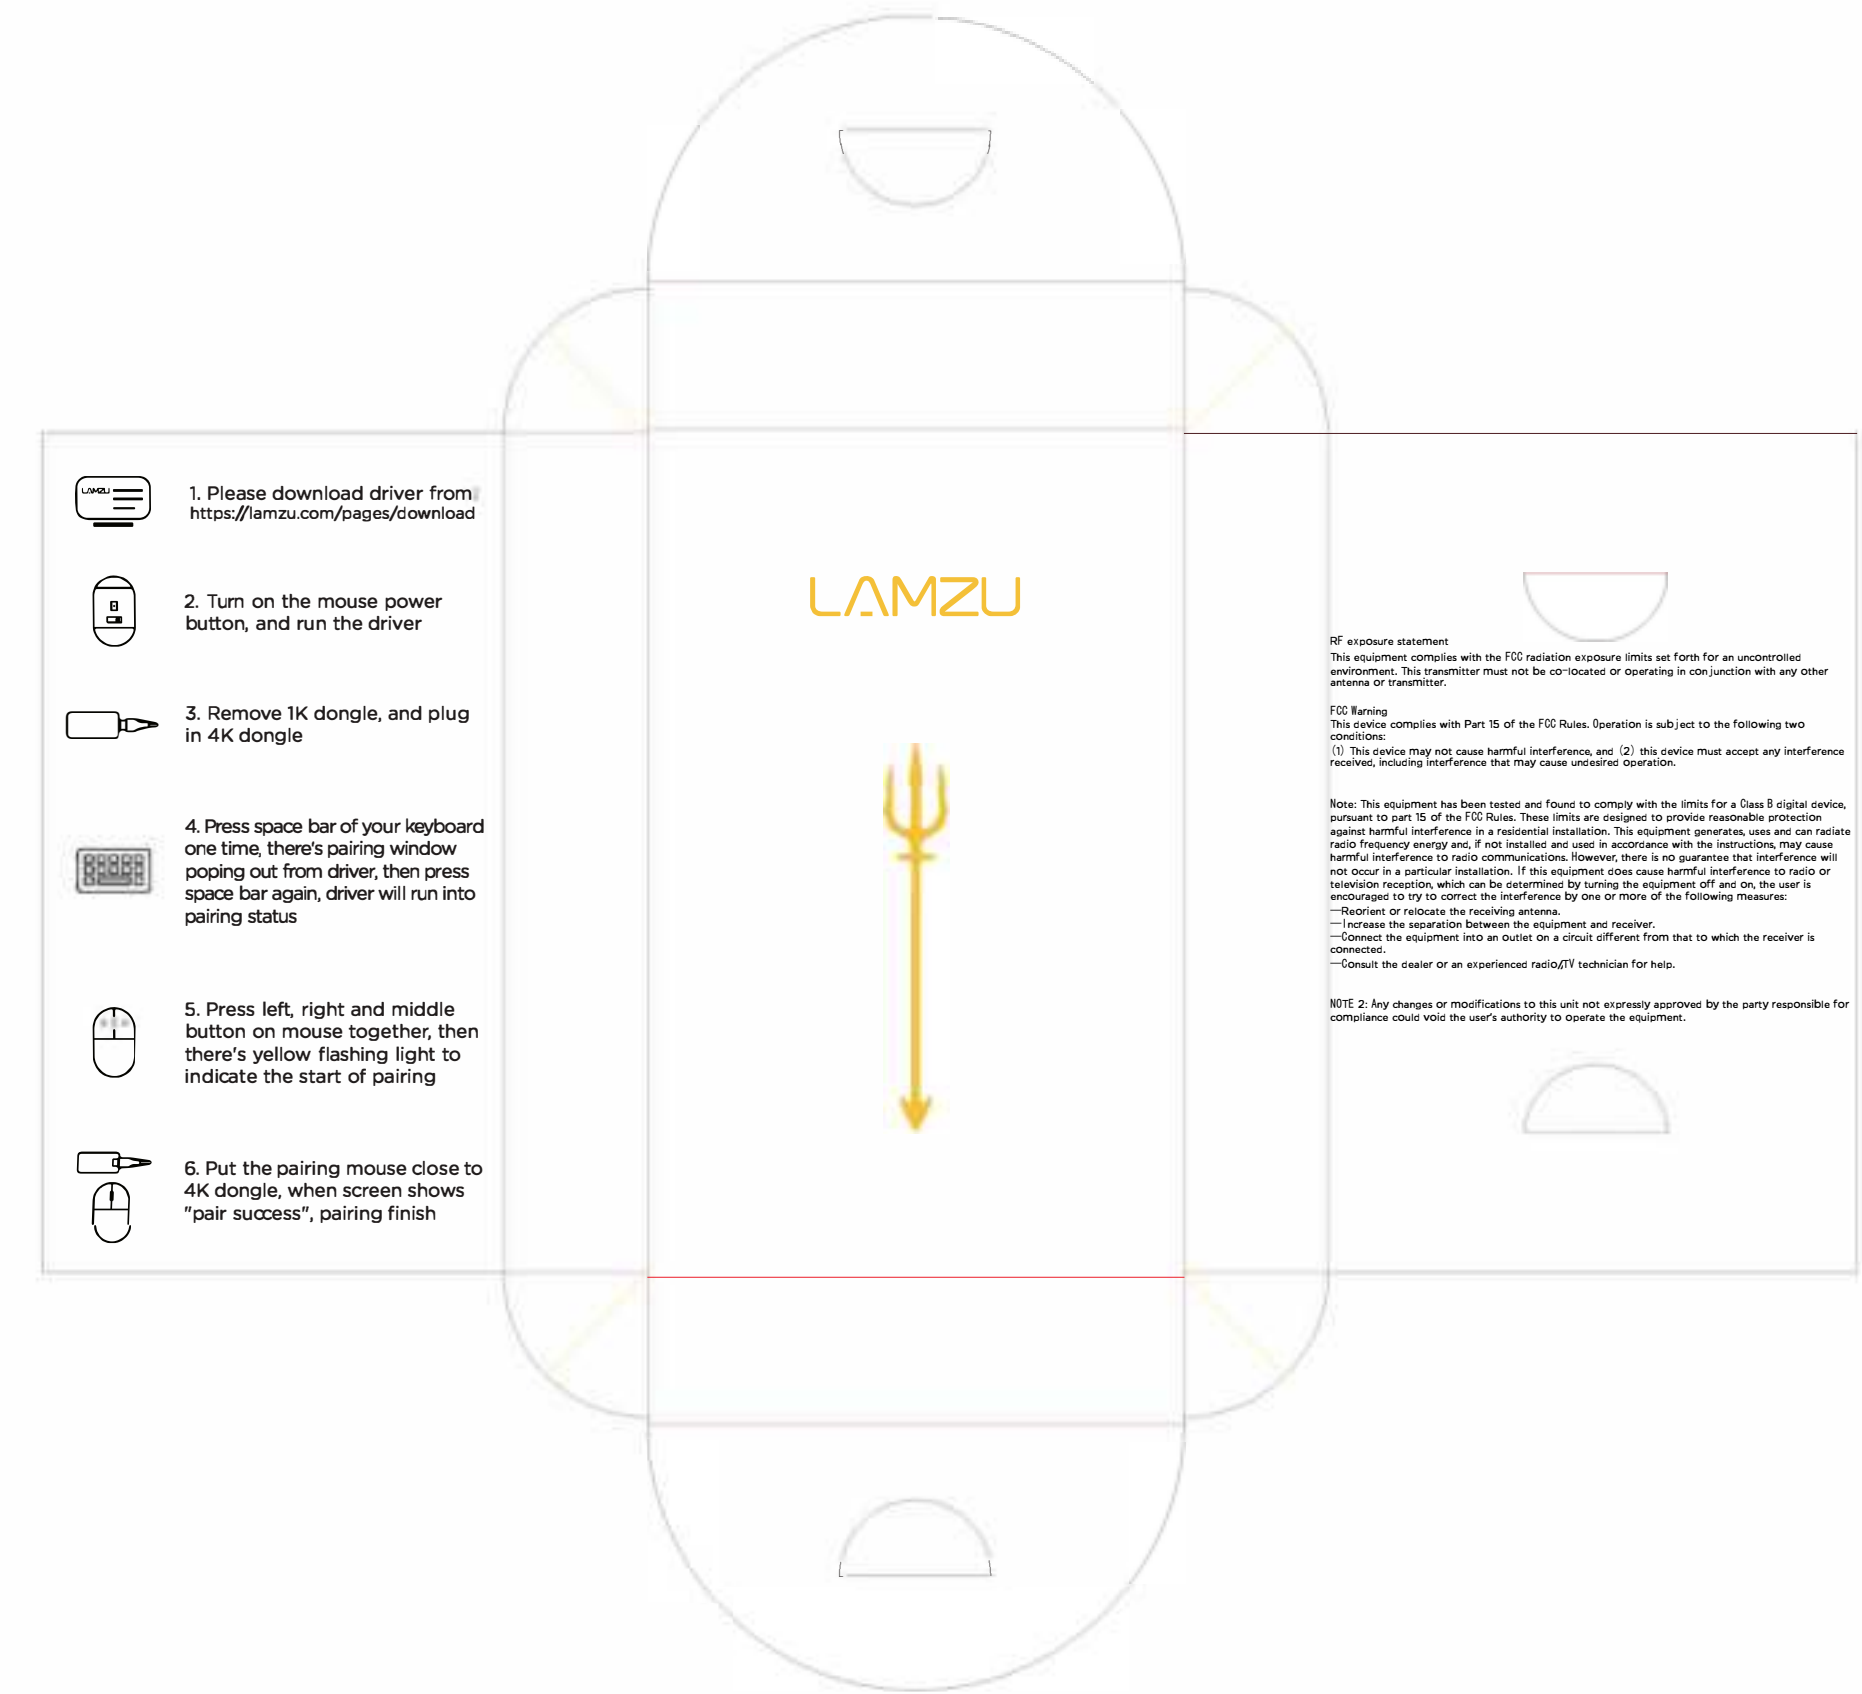 LAMZU
1. Please download driver from
https://lamzu.com/pages/download
2. Turn on the mouse power
button, and run the driver
3. Remove 1K dongle, and plug
in 4K dongle
4. Press space bar of your keyboard
one time, there's pairing window
poping out from driver, then press
space bar again, driver will run into
pairing status
5. Press left, right and middle
button on mouse together, then
there's yellow flashing light to
indicate the start of pairing
6. Put the pairing mouse close to
4K dongle, when screen shows
"pair success", pairing finish
LAMZU
RF exposure statement
This equipment complies with the FCC radiation exposure limits set forth for an uncontrolled
environment. This transmitter must not be co-located or operating in conjunction with any other
antenna or transmitter.
FCC Warning
This device complies with Part 15 of the FCC Rules. Operation is subject to the following two
conditions:
(1) This device may not cause harmful interference, and (2) this device must accept any interference
received, including interference that may cause undesired operation.
Note: This equipment has been tested and found to comply with the limits for a Class B digital device,
pursuant to part 15 of the FCC Rules. These limits are designed to provide reasonable protection
against harmful interference in a residential installation. This equipment generates, uses and can radiate
radio frequency energy and, if not installed and used in accordance with the instructions, may cause
harmful interference to radio communications. However, there is no guarantee that interference will
not occur in a particular installation. If this equipment does cause harmful interference to radio or
television reception, which can be determined by turning the equipment off and on, the user is
encouraged to try to correct the interference by one or more of the following measures:
—Reorient or relocate the receiving antenna.
—Increase the separation between the equipment and receiver.
—Connect the equipment into an outlet on a circuit different from that to which the receiver is
connected.
—Consult the dealer or an experienced radio/TV technician for help.
NOTE 2: Any changes or modifications to this unit not expressly approved by the party responsible for
compliance could void the user's authority to operate the equipment.